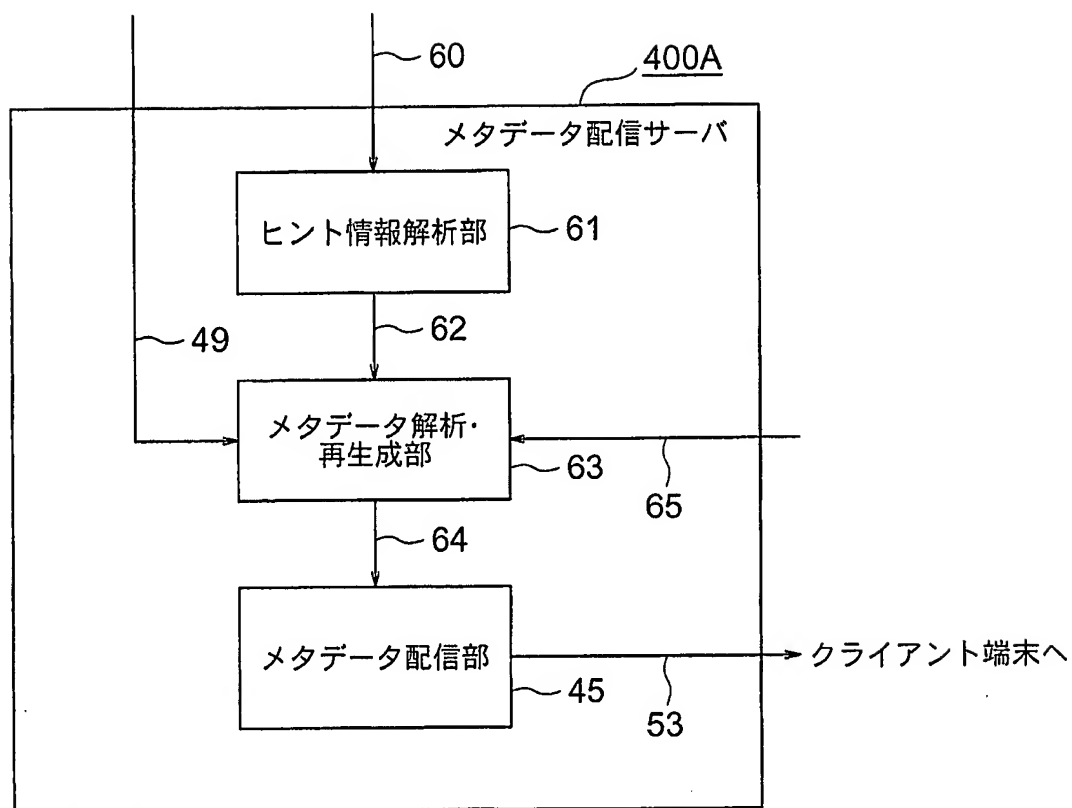 60
400A
メタデータ配信サーバ
ヒント情報解析部
61
49
62
メタデータ解析・
再生成部
63
65
64
メタデータ配信部
45
53
クライアント端末へ